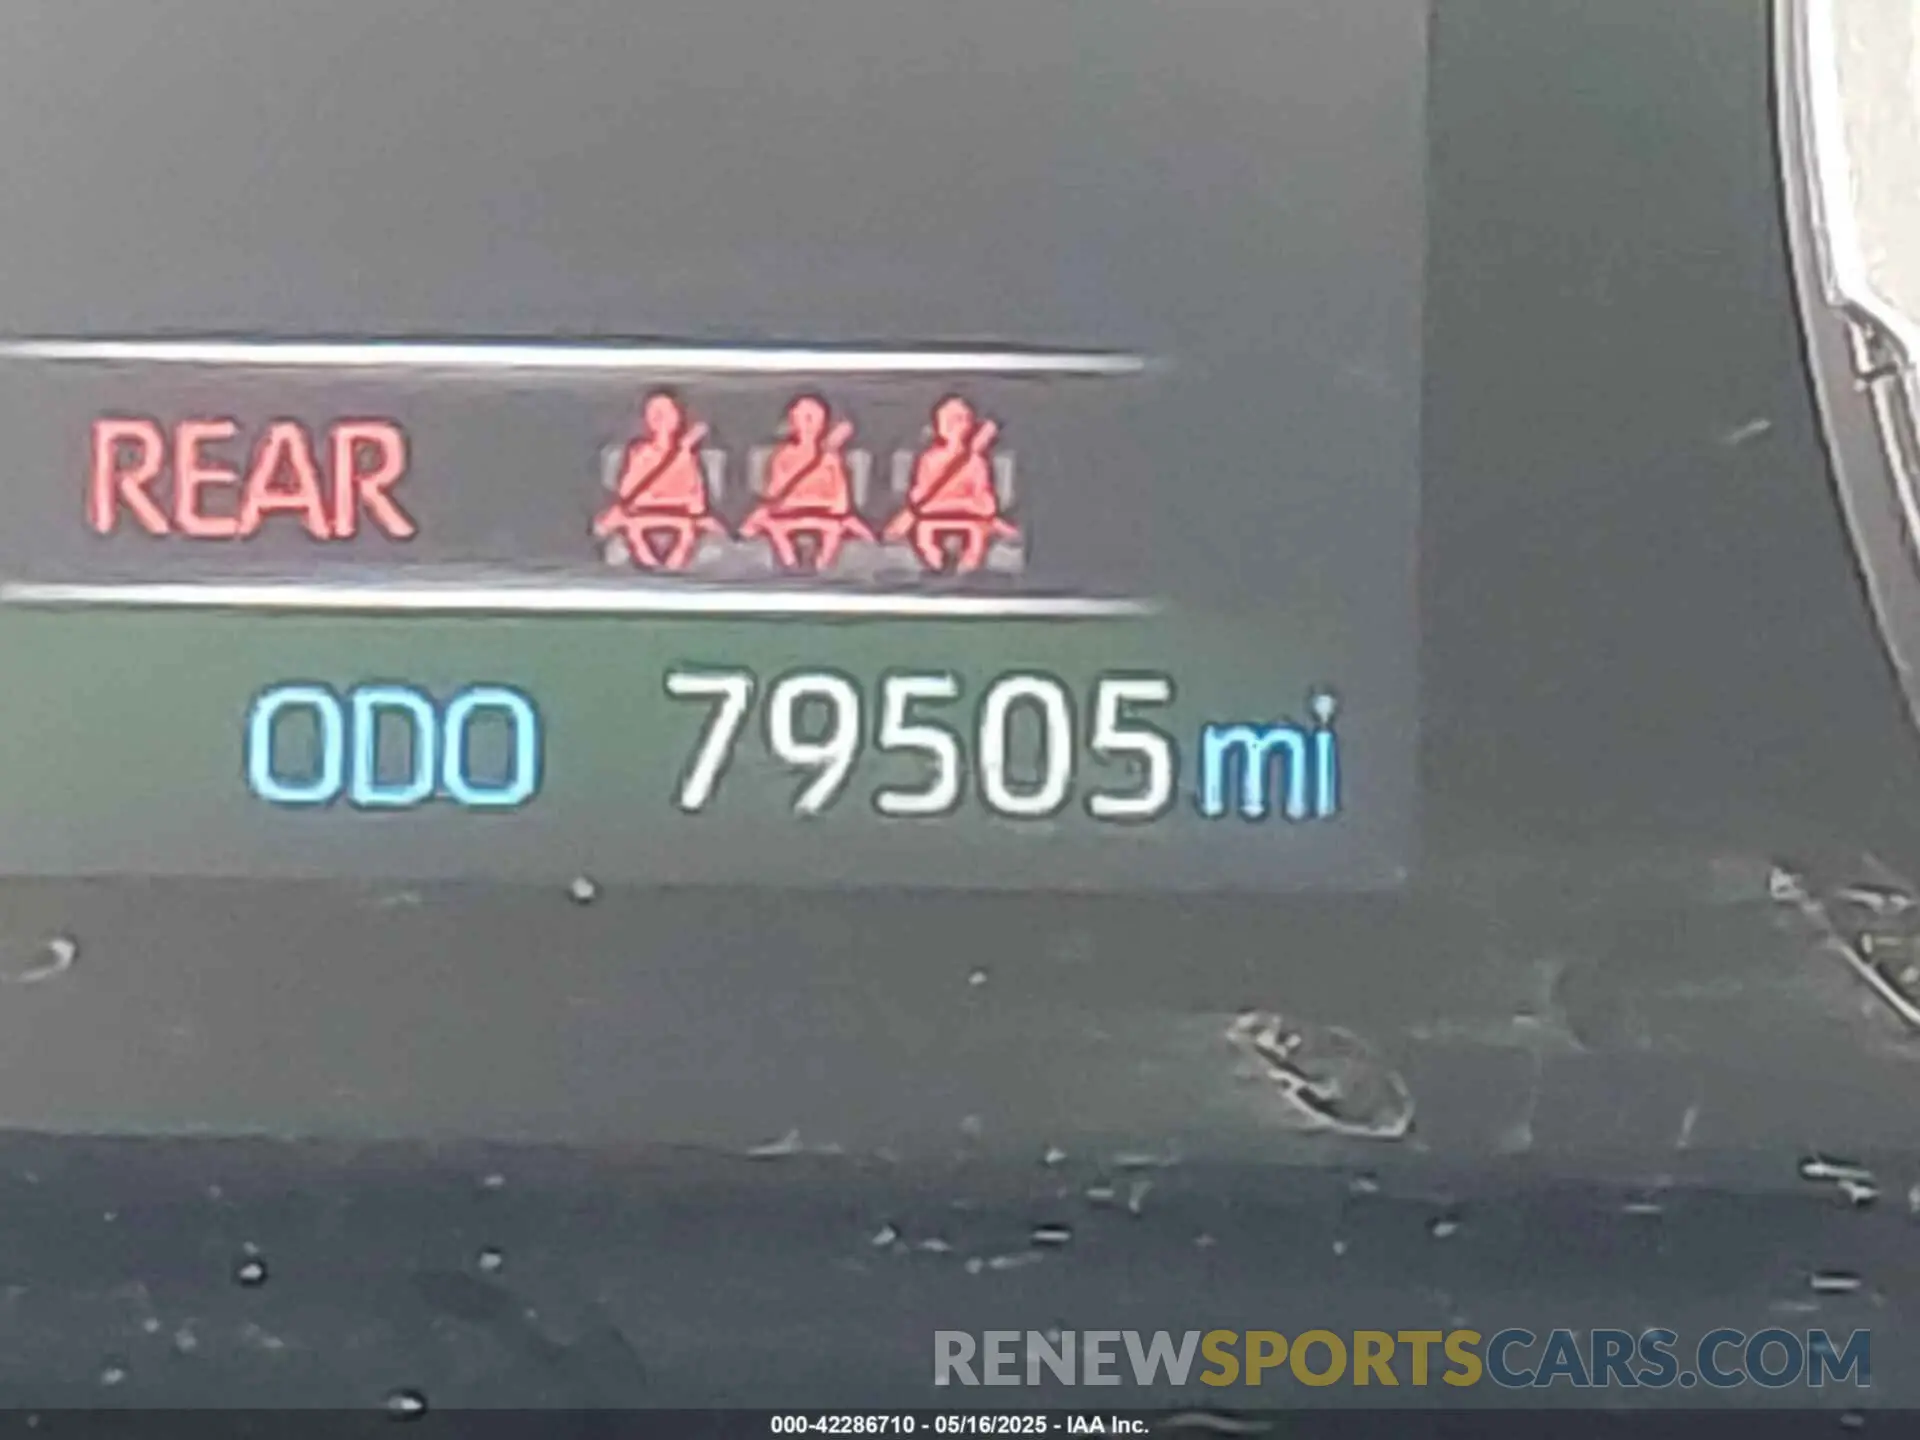 REAR
ODO 79505 mi
RENEWSPORTSCARS.COM
000-42286710 - 05/16/2025 - IAA Inc.